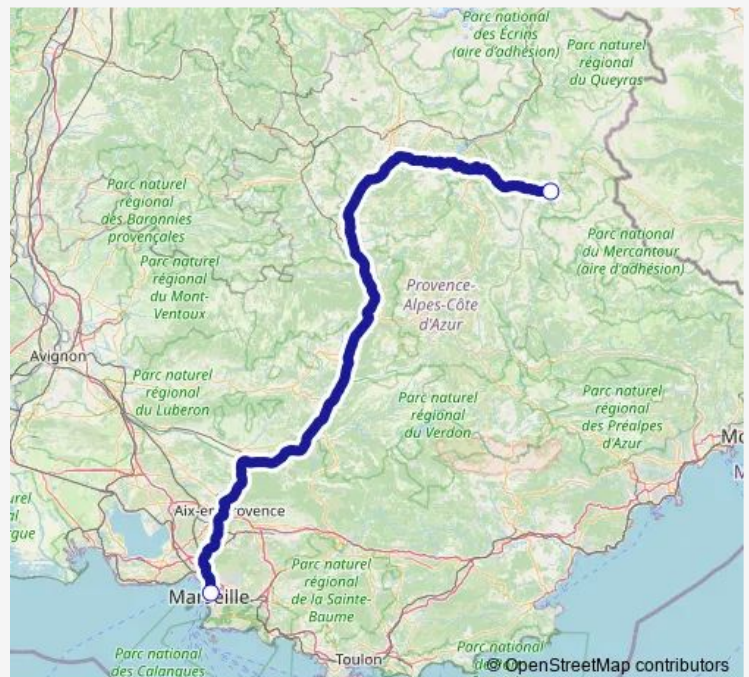 Parc national
des Écrins
(aire d'adhésion)
Parc naturel
régional
du Queyras
Parc naturel
régional
des Baronnies
provençales
Parc national
du Mercantour
(aire d'adhésion)
Parc naturel
régional
du Mont-
Ventoux
Provence-
Alpes-Côte
d'Azur
Avignon
Parc naturel
régional
du Luberon
Parc naturel
régional
du Verdon
Parc naturel
régional
des Préalpes
d'Azur
Parc naturel
régional
de la Sainte-
Baume
Toulon
Parc national
des Calanques
Parc national
© OpenStreetMap contributors